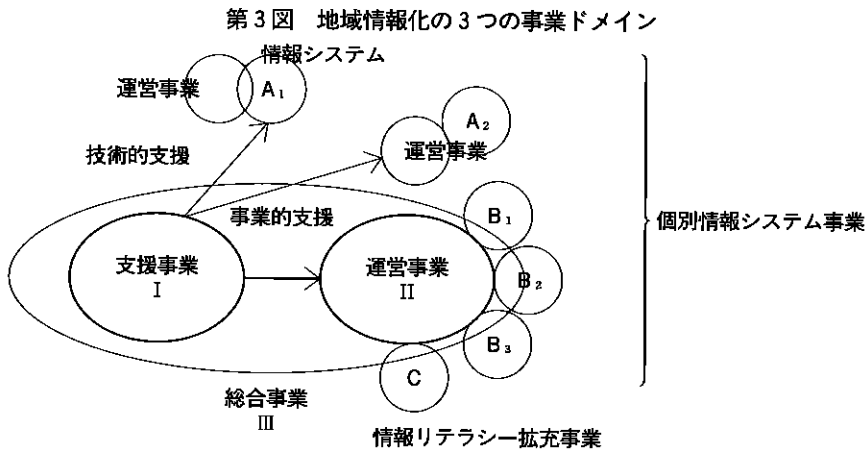 第3図 地域情報化の3つの事業ドメイン
情報システム
運営事業
A₁
A₂
技術的支援
運営事業
事業的支援
B₁
個別情報システム事業
支援事業
I
運営事業
II
B₂
B₃
C
総合事業
III
情報リテラシー拡充事業